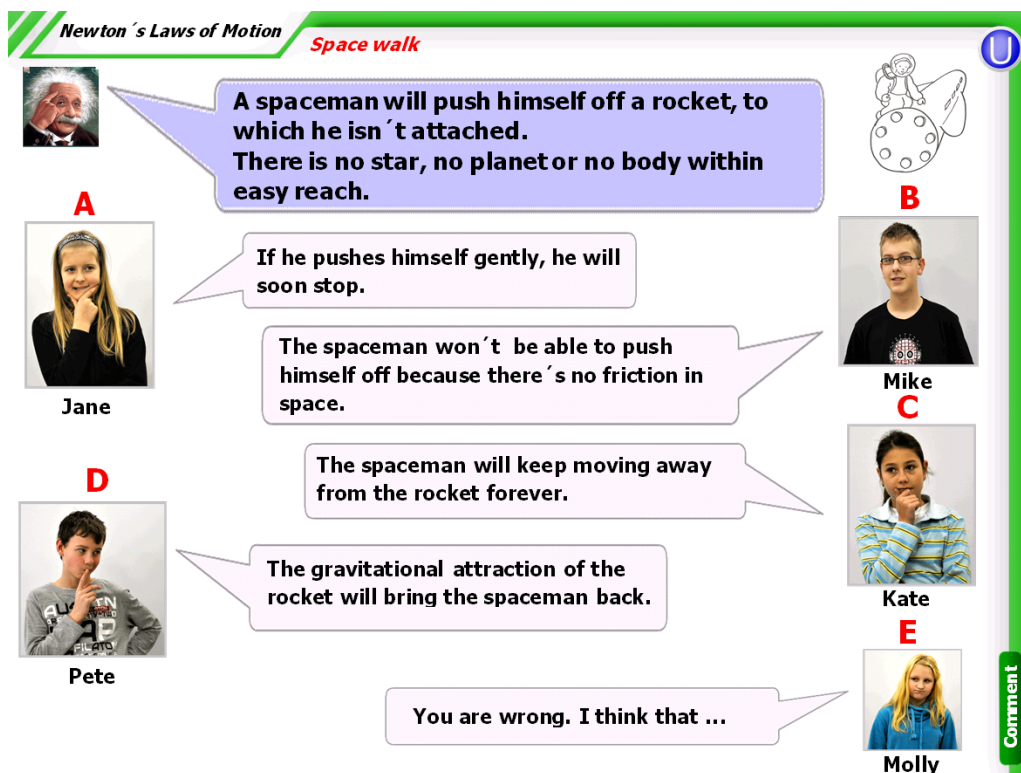 Newton´s Laws of Motion
Space walk
U
A spaceman will push himself off a rocket, to
which he isn´t attached.
There is no star, no planet or no body within
easy reach.
A
B
If he pushes himself gently, he will
soon stop.
The spaceman won´t be able to push
himself off because there´s no friction in
space.
Mike
Jane
C
The spaceman will keep moving away
from the rocket forever.
D
The gravitational attraction of the
rocket will bring the spaceman back.
Kate
E
Pete
You are wrong. I think that ...
Comment
Molly